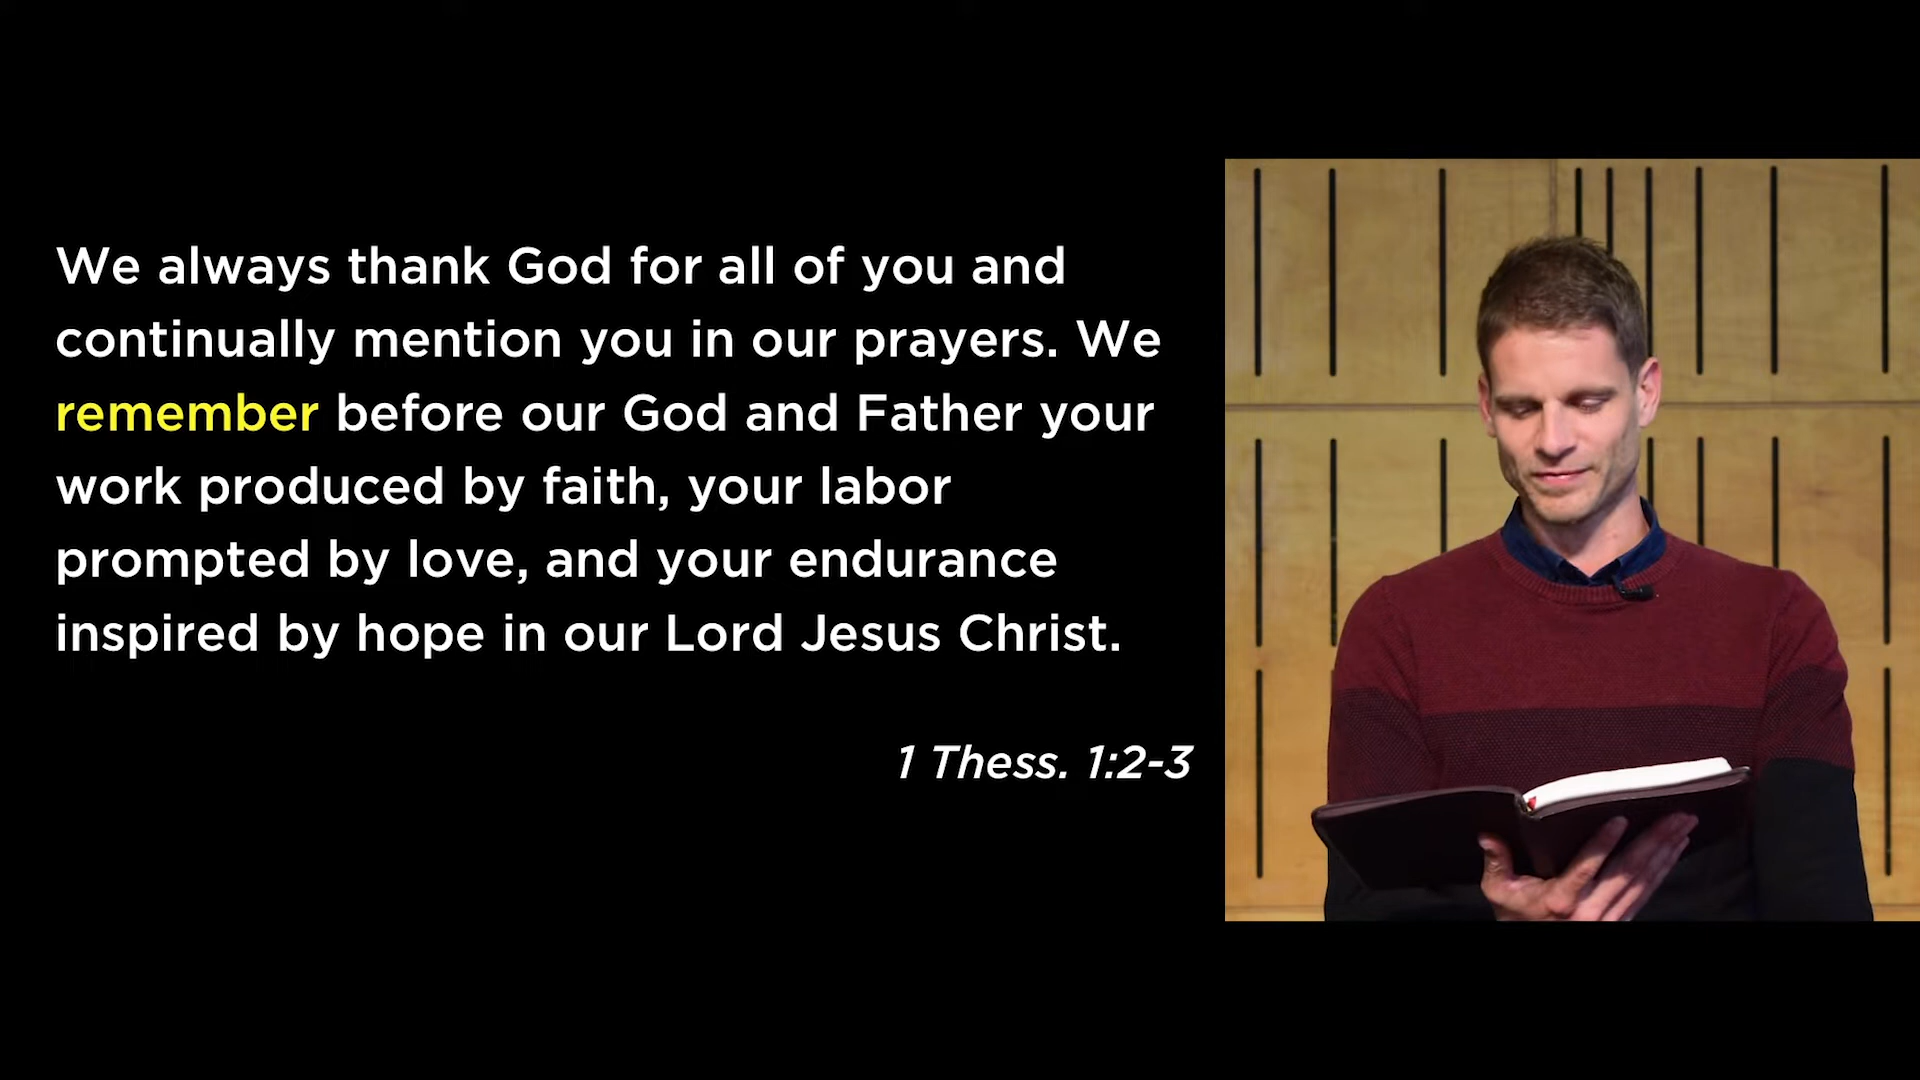 We always thank God for all of you and
continually mention you in our prayers. We
remember before our God and Father your
work produced by faith, your labor
prompted by love, and your endurance
inspired by hope in our Lord Jesus Christ.
1 Thess. 1:2-3